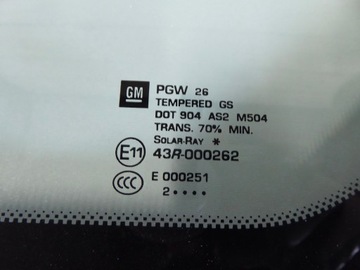 GM PGW 26
TEMPERED GS
DOT 904 AS2 M504
TRANS. 70% MIN.
SOLAR-RAY *
E11 43R-000262
CCC E 000251
2••••